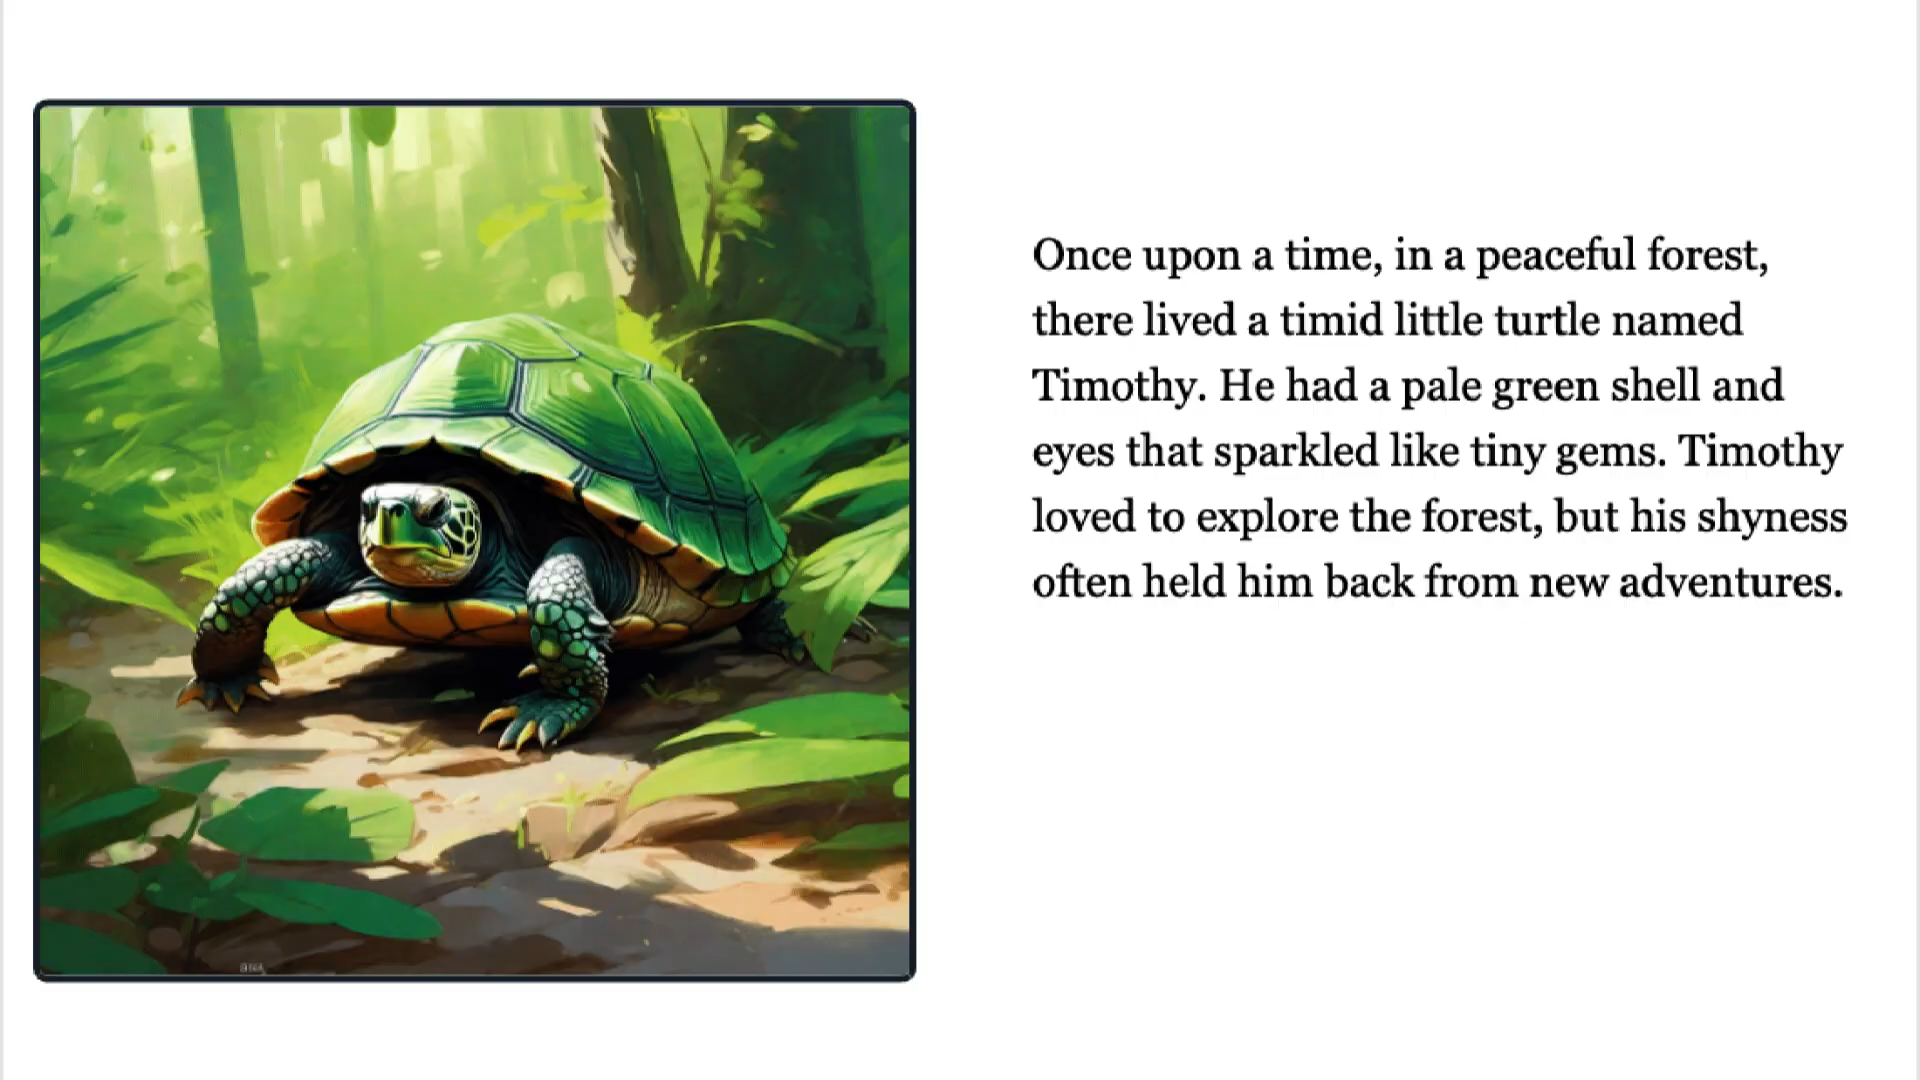 Once upon a time, in a peaceful forest,
there lived a timid little turtle named
Timothy. He had a pale green shell and
eyes that sparkled like tiny gems. Timothy
loved to explore the forest, but his shyness
often held him back from new adventures.